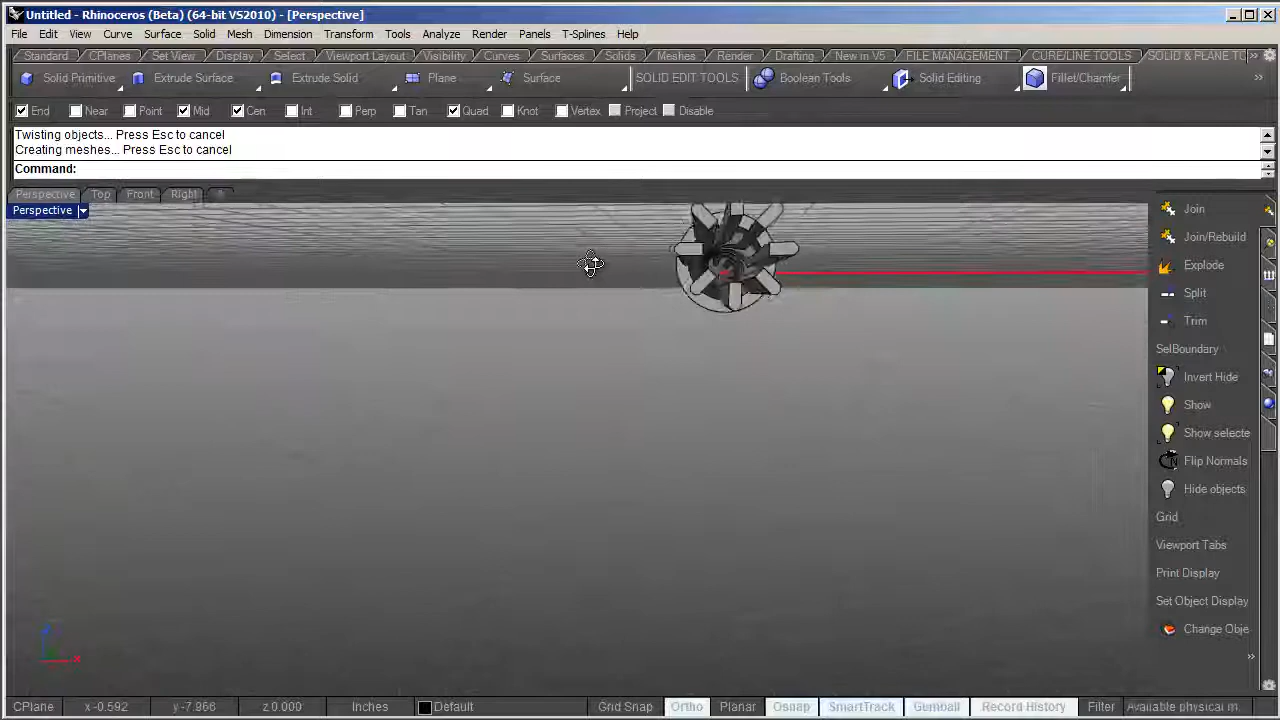 Untitled - Rhinoceros (Beta) (64-bit VS2010) - [Perspective]
File Edit View Curve Surface Solid Mesh Dimension Transform Tools Analyze Render Panels T-Splines Help
Standard CPlanes Set View Display Select Viewport Layout Visibility Curves Surfaces Solids Meshes Render Drafting New in V5 FILE MANAGEMENT CURE/LINE TOOLS SOLID & PLANE TO
Solid Primitive Extrude Surface Extrude Solid Plane Surface SOLID EDIT TOOLS Boolean Tools Solid Editing Fillet/Chamfer
End Near Point Mid Cen Int Perp Tan Quad Knot Vertex Project Disable
Twisting objects... Press Esc to cancel
Creating meshes... Press Esc to cancel
Command:
Perspective Top Front Right
Perspective
Join
Join/Rebuild
Explode
Split
Trim
SelBoundary
Invert Hide
Show
Show selecte
Flip Normals
Hide objects
Grid
Viewport Tabs
Print Display
Set Object Display
Change Obje
x
CPlane x -0.592 y -7.966 z 0.000 Inches Default Grid Snap Ortho Planar Osnap SmartTrack Gumball Record History Filter Available physical m.